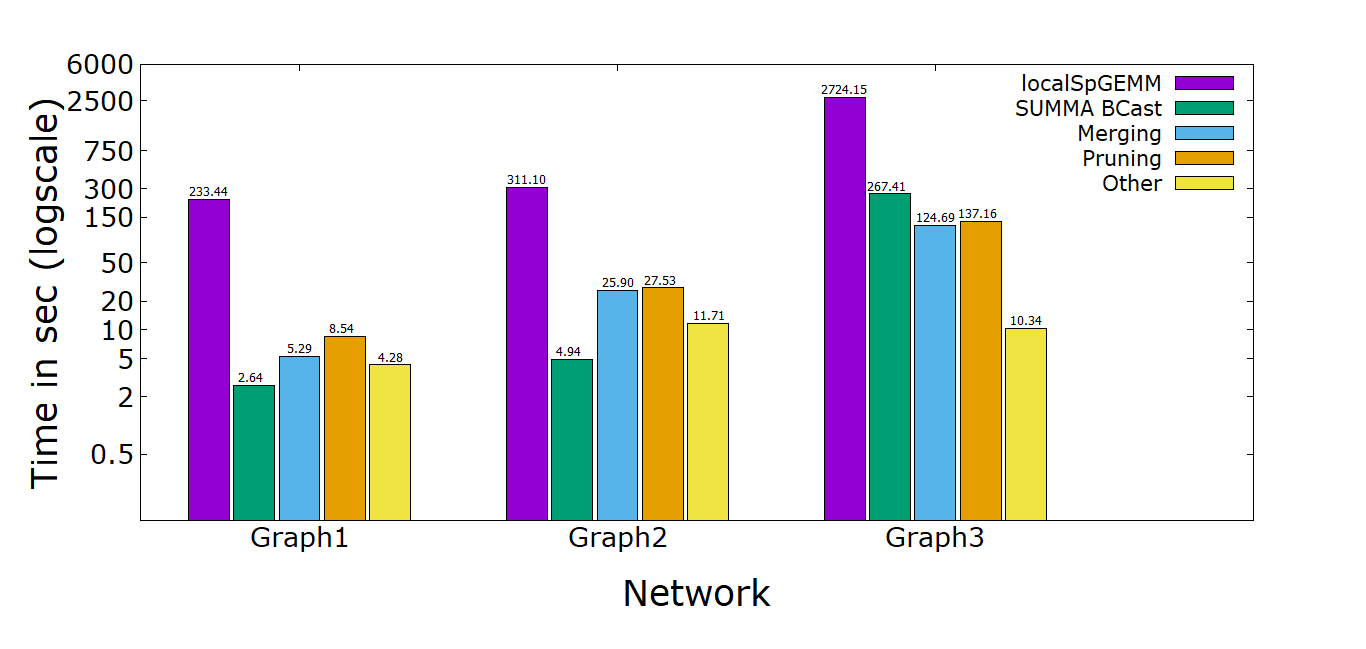 6000
2500
750
300
150
50
20
10
5
2
0.5
Time in sec (logscale)
localSpGEMM
SUMMA BCast
Merging
Pruning
Other
233.44
2.64
5.29
8.54
4.28
311.10
4.94
25.90
27.53
11.71
2724.15
267.41
124.69
137.16
10.34
Graph1
Graph2
Graph3
Network